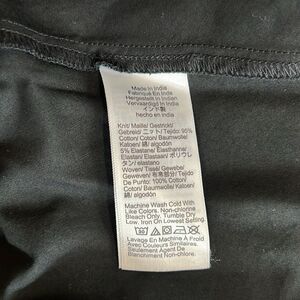 Made In India
Fabriqué En India
Hergestellt In Indien
Vervaardigd In India
インド製
hecho en india
Knit/ Maille/ Gestricks/
Gebreid/ ニット/ Tejido: 95%
Cotton/ Coton/ Baumwolle/
Katoen/ 綿/ algodón
5% Elastane/ Elasthanne/
Elastan/ Elastaan/ ポリウレ
タン/ elastano
Woven/ Tissé/ Gewebe/
Geweven/ 布帛部分/ Tejido
De Punto: 100% Cotton/
Coton/ Baumwolle/ Katoen/
綿/ algodón
Machine Wash Cold With
Like Colors. Non-chlorine
Bleach Only. Tumble Dry
Low. Iron On Lowest Setting.
Lavage En Machine À Froid
Avec Couleurs Similaires.
Seulement Agent De
Blanchiment Non